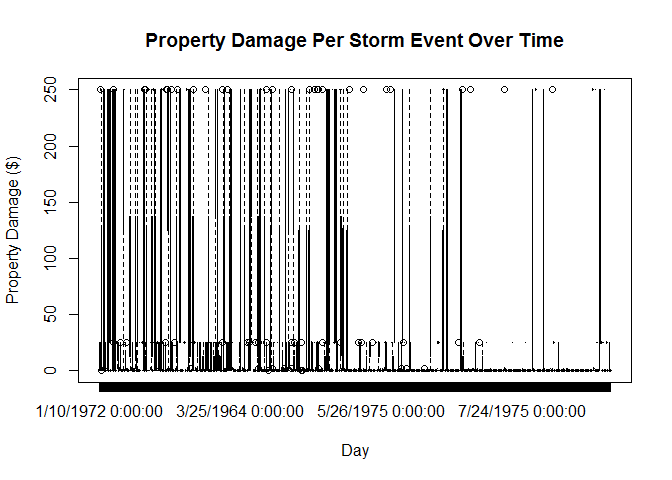 Property Damage Per Storm Event Over Time
Property Damage ($)
250
200
150
100
50
0
1/10/1972 0:00:00 3/25/1964 0:00:00 5/26/1975 0:00:00 7/24/1975 0:00:00
Day